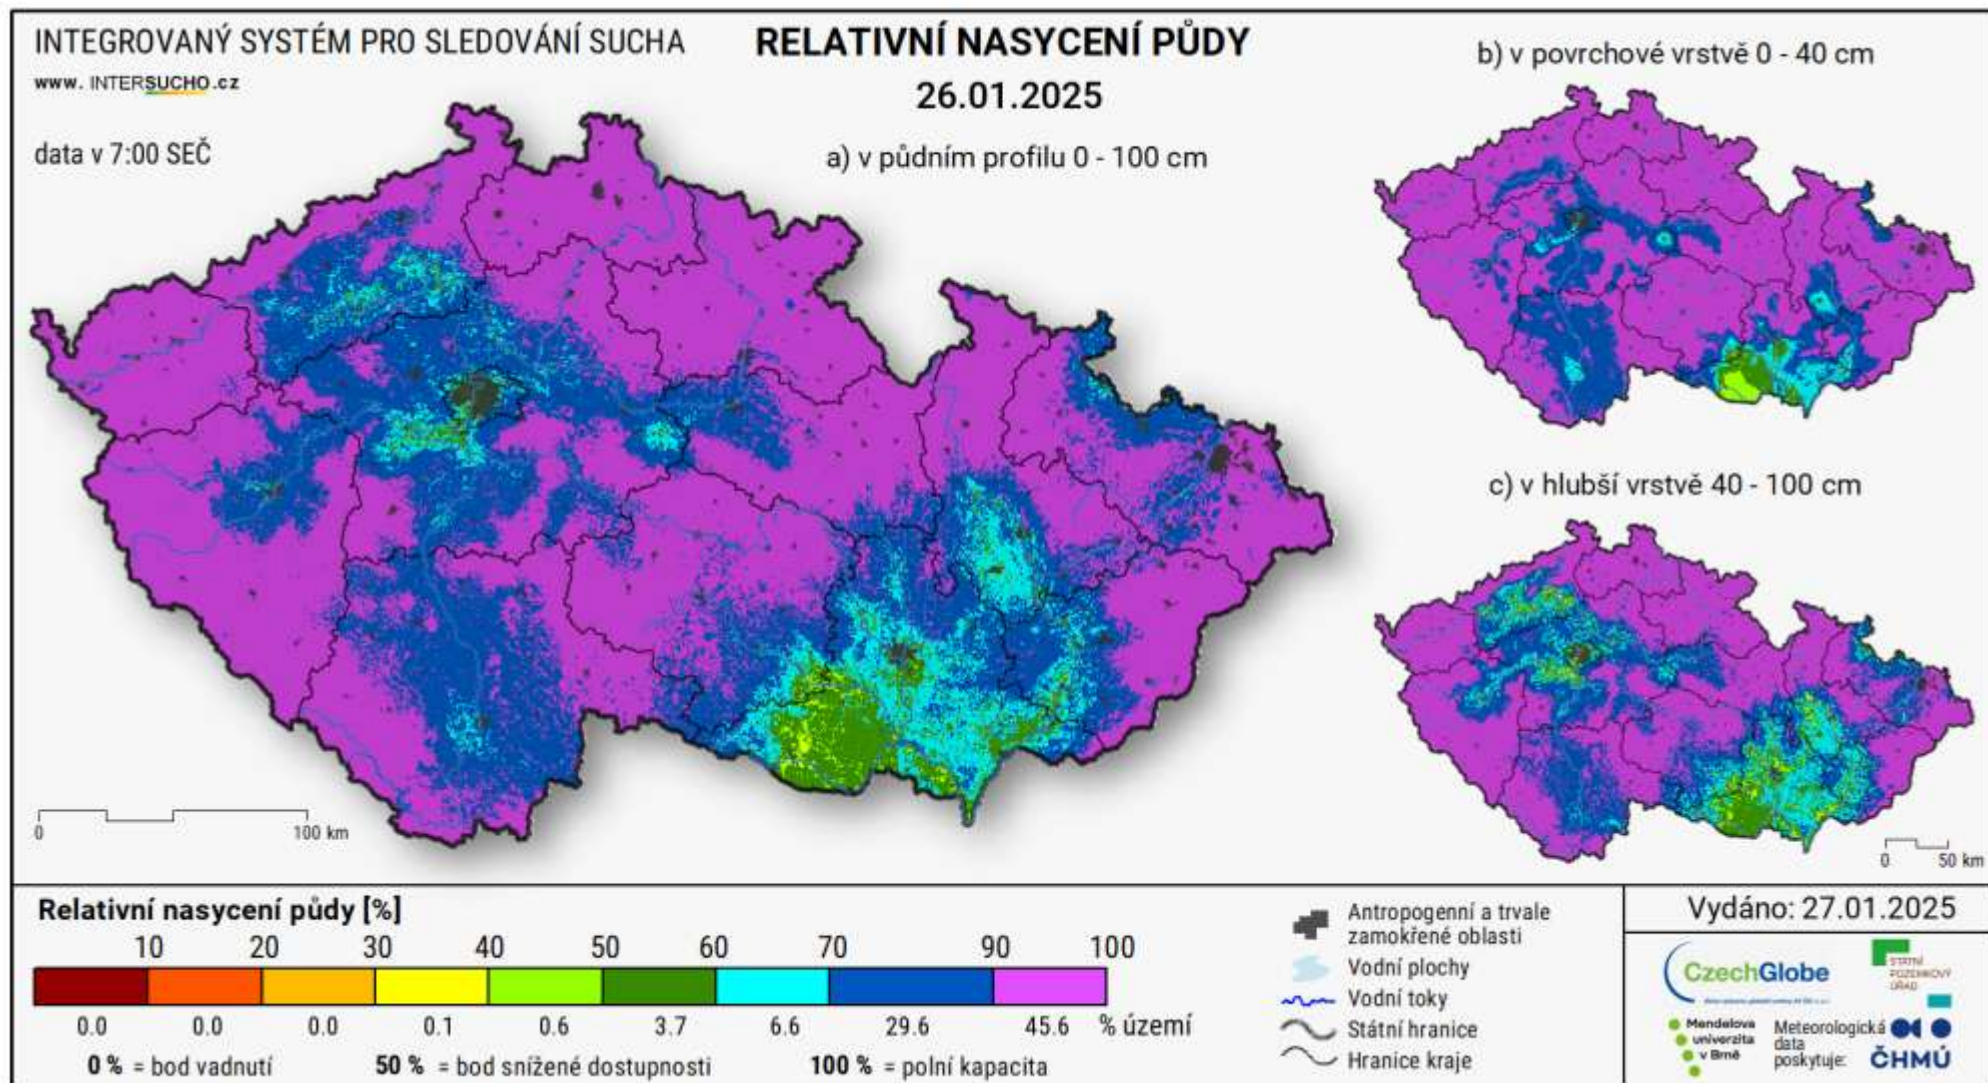 INTEGROVANÝ SYSTÉM PRO SLEDOVÁNÍ SUCHA
www. INTERSUCHO.cz
data v 7:00 SEČ
RELATIVNÍ NASYCENÍ PŮDY
26.01.2025
a) v půdním profilu 0 - 100 cm
b) v povrchové vrstvě 0 - 40 cm
c) v hlubší vrstvě 40 - 100 cm
0 100 km
0 50 km
Relativní nasycení půdy [%]
10 20 30 40 50 60 70 90 100
0.0 0.0 0.0 0.1 0.6 3.7 6.6 29.6 45.6 % území
0 % = bod vadnutí 50 % = bod snížené dostupnosti 100 % = polní kapacita
Antropogenní a trvale
zamokřené oblasti
Vodní plochy
Vodní toky
Státní hranice
Hranice kraje
Vydáno: 27.01.2025
CzechGlobe
STÁTNÍ
POZEMKOVÝ
ÚŘAD
Mendelova
univerzita
v Brně
Meteorologická
data
poskytuje:
ČHMÚ